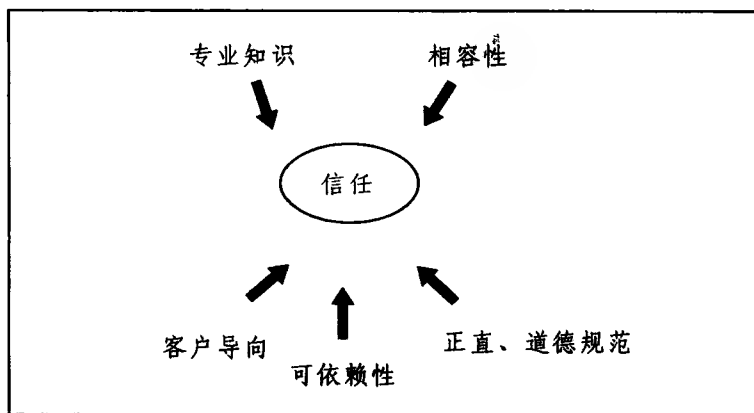 专业知识
相容性
信任
客户导向
可依赖性
正直、道德规范